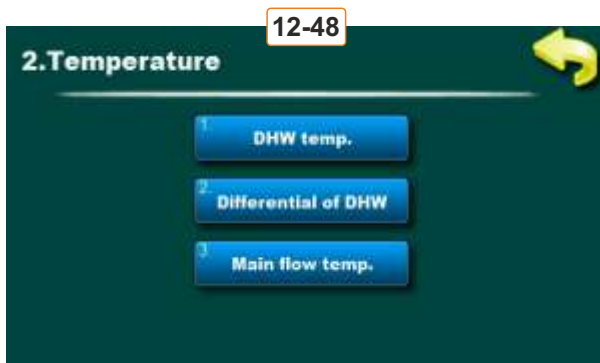 12-48
2.Temperature
1.
DHW temp.
2.
Differential of DHW
3.
Main flow temp.